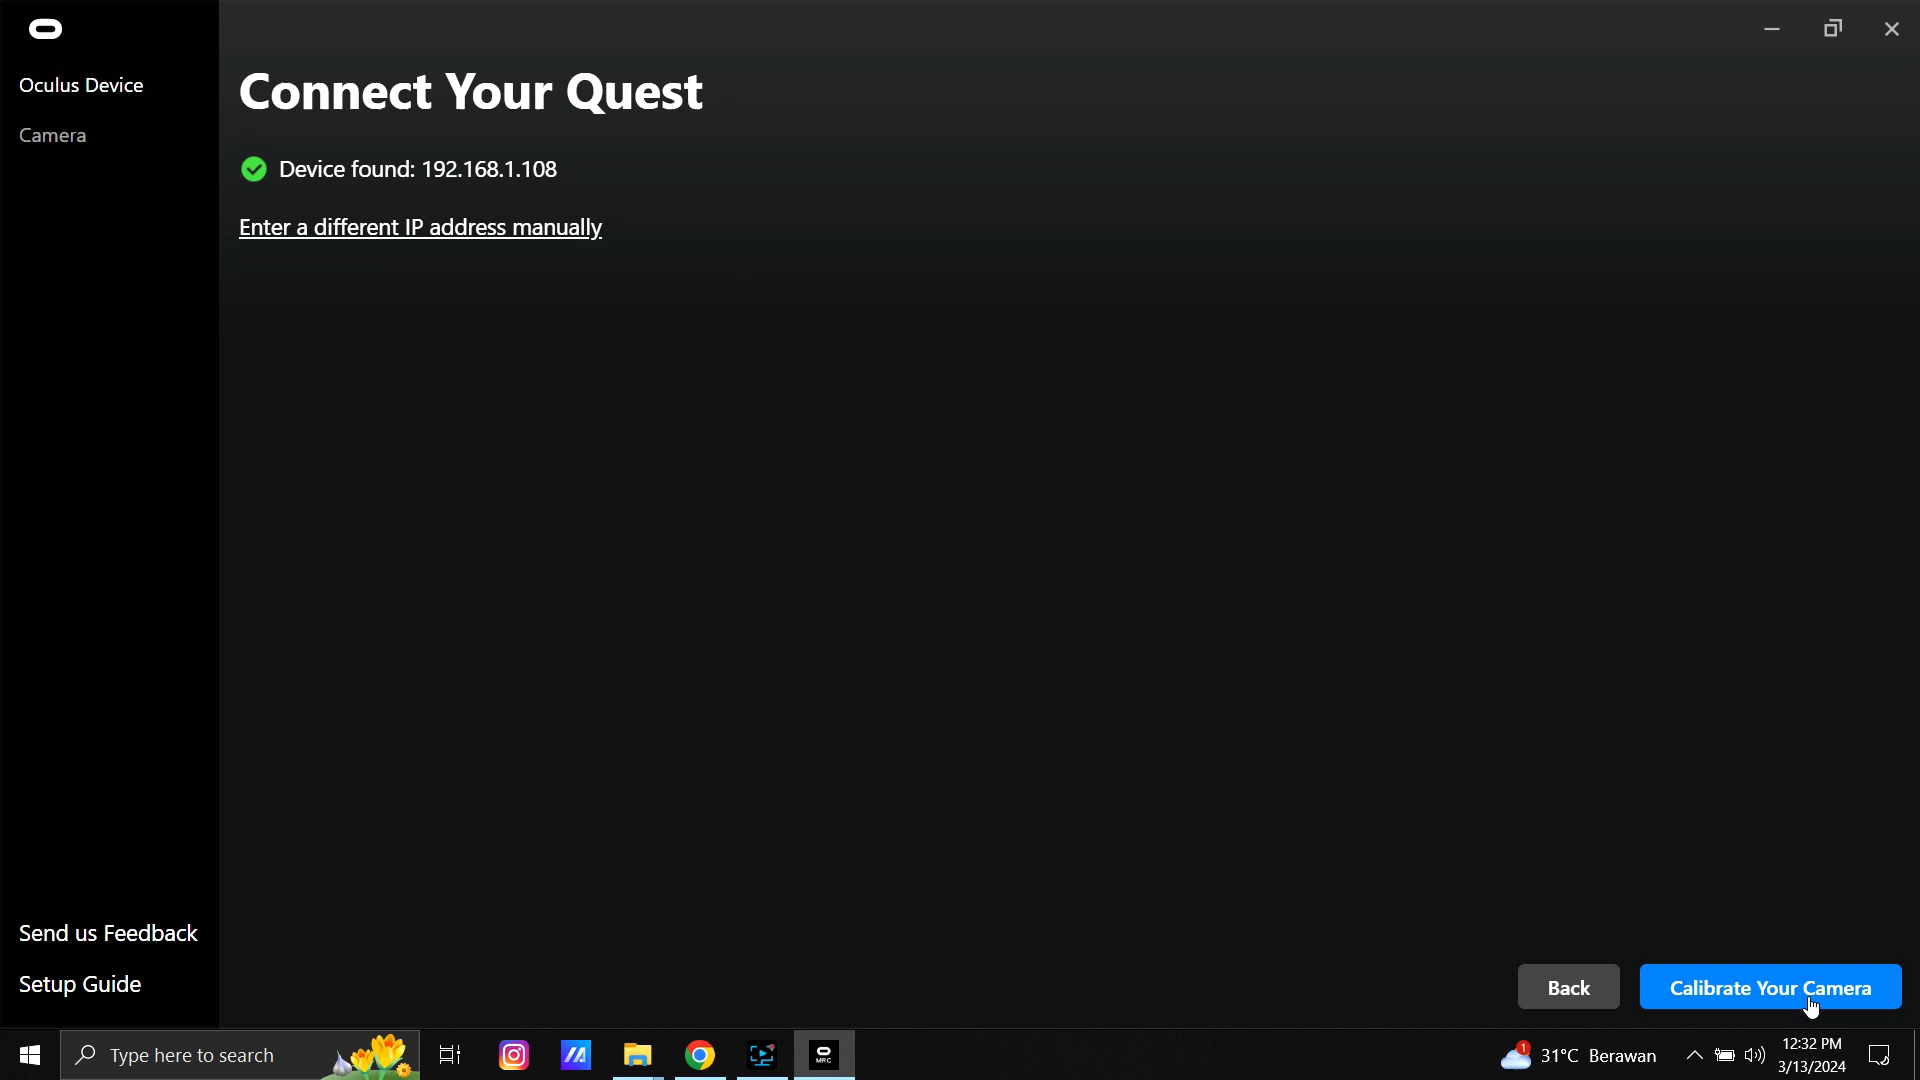 Oculus Device
Camera
Connect Your Quest
Device found: 192.168.1.108
Enter a different IP address manually
Send us Feedback
Setup Guide
Back
Calibrate Your Camera
Type here to search
MRC
1
31°C Berawan
12:32 PM
3/13/2024